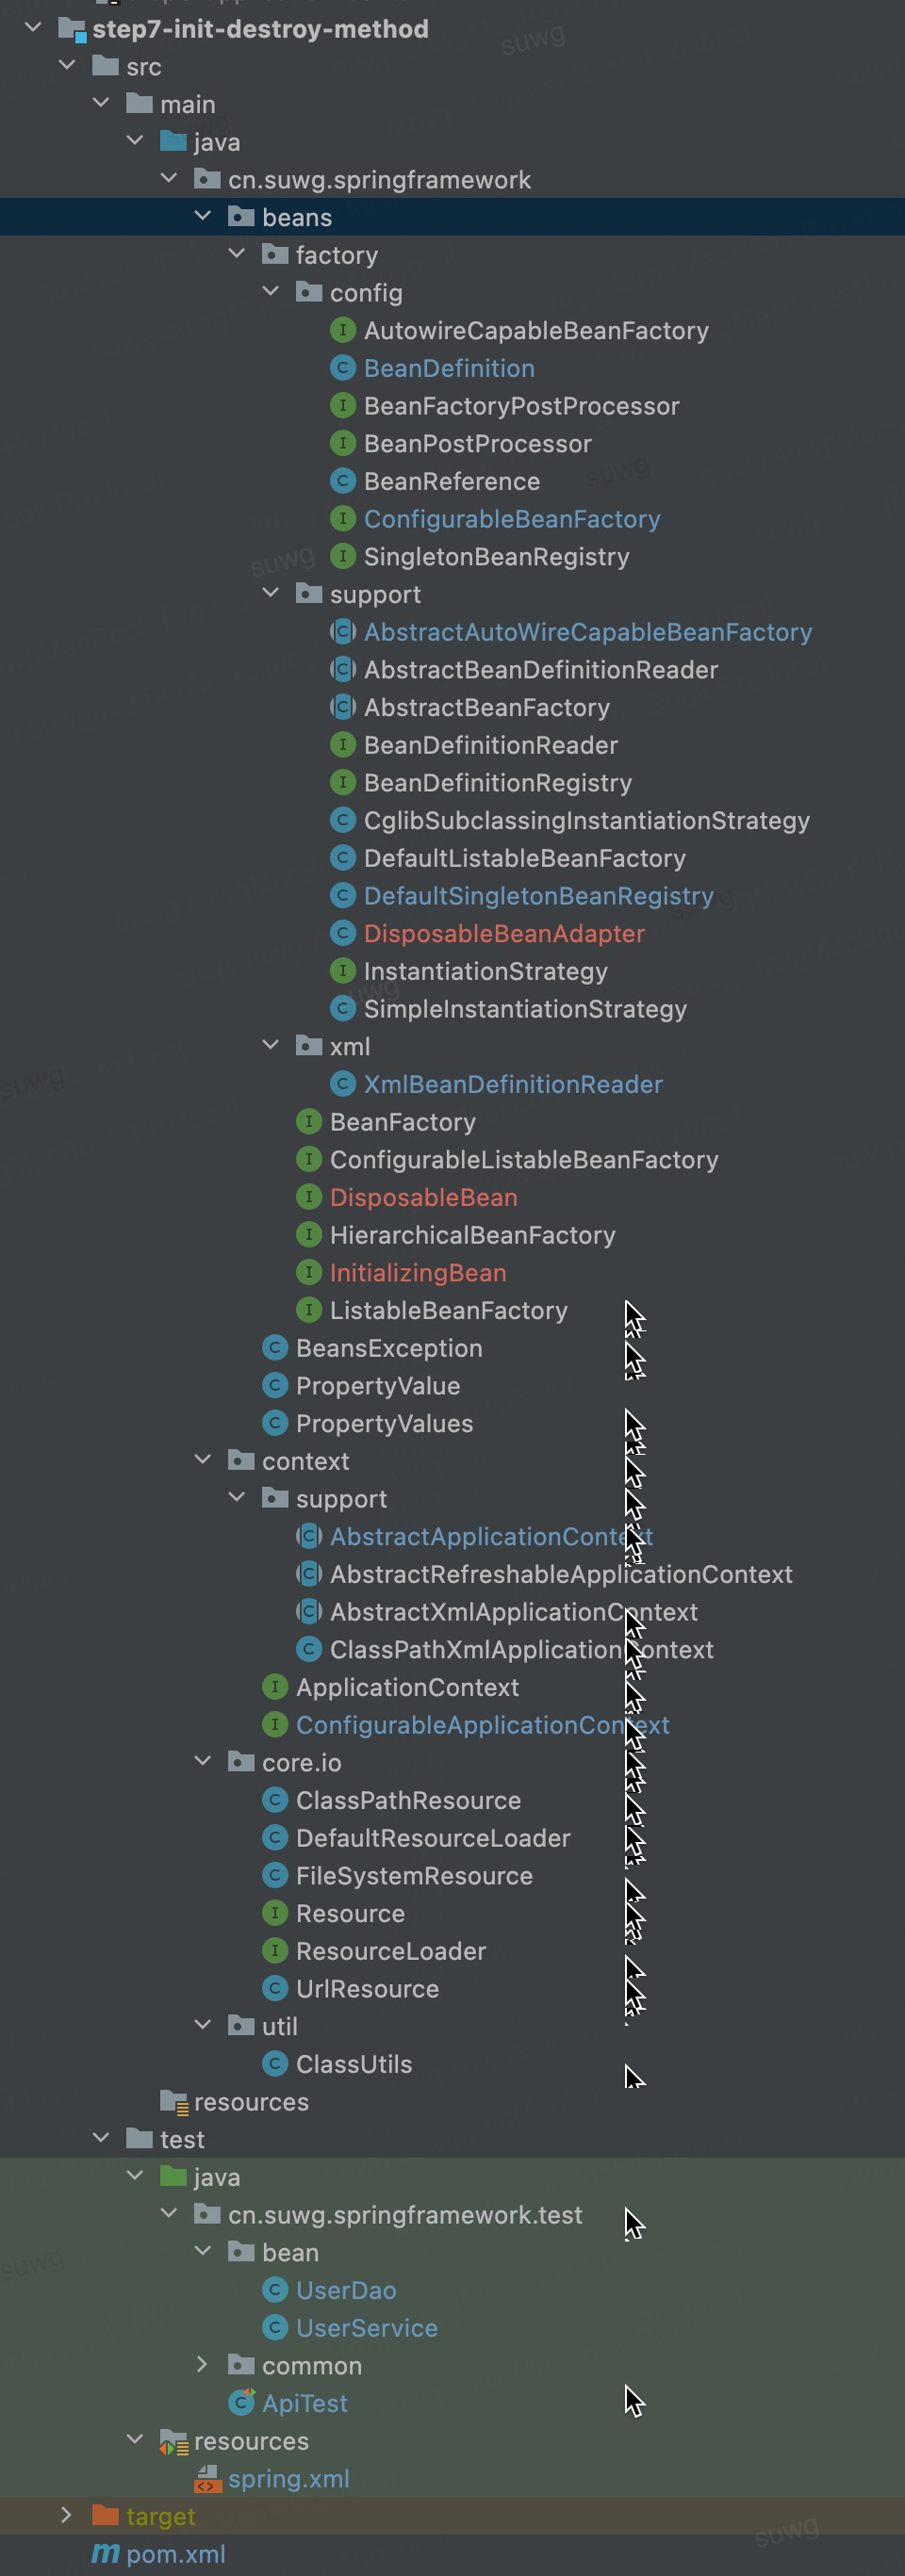 step7-init-destroy-method
src
main
java
cn.suwg.springframework
beans
factory
config
AutowireCapableBeanFactory
BeanDefinition
BeanFactoryPostProcessor
BeanPostProcessor
BeanReference
ConfigurableBeanFactory
SingletonBeanRegistry
support
AbstractAutoWireCapableBeanFactory
AbstractBeanDefinitionReader
AbstractBeanFactory
BeanDefinitionReader
BeanDefinitionRegistry
CglibSubclassingInstantiationStrategy
DefaultListableBeanFactory
DefaultSingletonBeanRegistry
DisposableBeanAdapter
InstantiationStrategy
SimpleInstantiationStrategy
xml
XmlBeanDefinitionReader
BeanFactory
ConfigurableListableBeanFactory
DisposableBean
HierarchicalBeanFactory
InitializingBean
ListableBeanFactory
BeansException
PropertyValue
PropertyValues
context
support
AbstractApplicationContext
AbstractRefreshableApplicationContext
AbstractXmlApplicationContext
ClassPathXmlApplicationContext
ApplicationContext
ConfigurableApplicationContext
core.io
ClassPathResource
DefaultResourceLoader
FileSystemResource
Resource
ResourceLoader
UrlResource
util
ClassUtils
resources
test
java
cn.suwg.springframework.test
bean
UserDao
UserService
common
ApiTest
resources
spring.xml
target
pom.xml